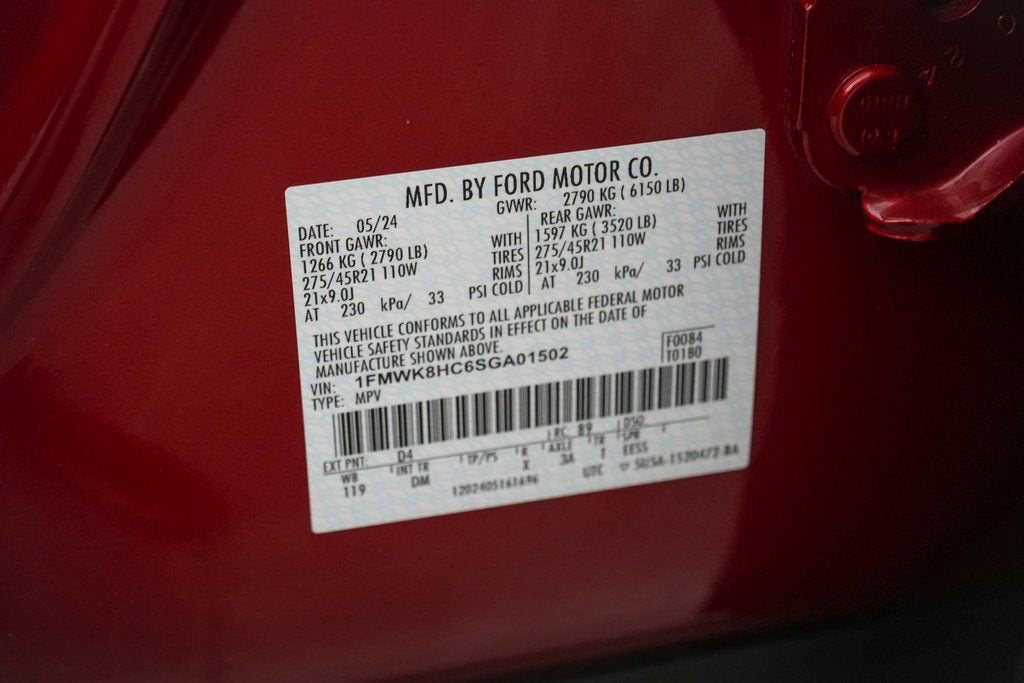 MFD. BY FORD MOTOR CO.
DATE: 05/24 GVWR: 2790 KG ( 6150 LB)
FRONT GAWR: REAR GAWR:
1266 KG ( 2790 LB) WITH 1597 KG ( 3520 LB) WITH
275/45R21 110W TIRES 275/45R21 110W TIRES
21x9.0J RIMS 21x9.0J RIMS
AT 230 kPa/ 33 PSI COLD AT 230 kPa/ 33 PSI COLD
THIS VEHICLE CONFORMS TO ALL APPLICABLE FEDERAL MOTOR
VEHICLE SAFETY STANDARDS IN EFFECT ON THE DATE OF
MANUFACTURE SHOWN ABOVE.
VIN: 1FMWK8HC6SGA01502 F0084
TYPE: MPV T0180
EXT PNT: D4 RC: 89 DSO
WB INT TR TP/PS R AXLE TR SPR
119 DM X 3A T EESS
1202405161696 UTC